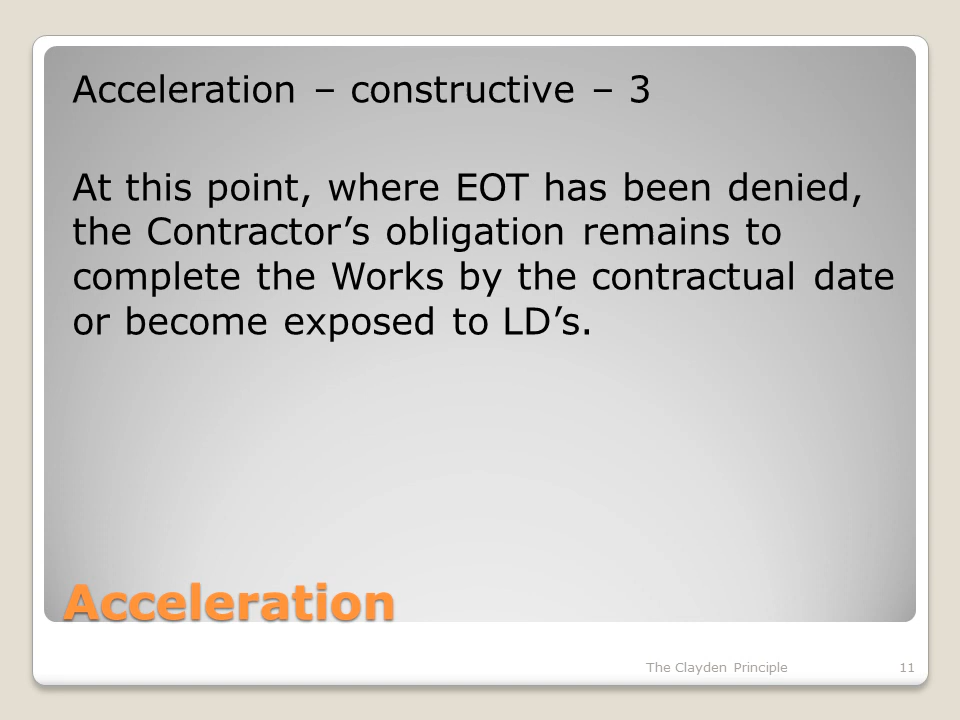 Acceleration – constructive – 3
At this point, where EOT has been denied,
the Contractor’s obligation remains to
complete the Works by the contractual date
or become exposed to LD’s.
Acceleration
The Clayden Principle 11